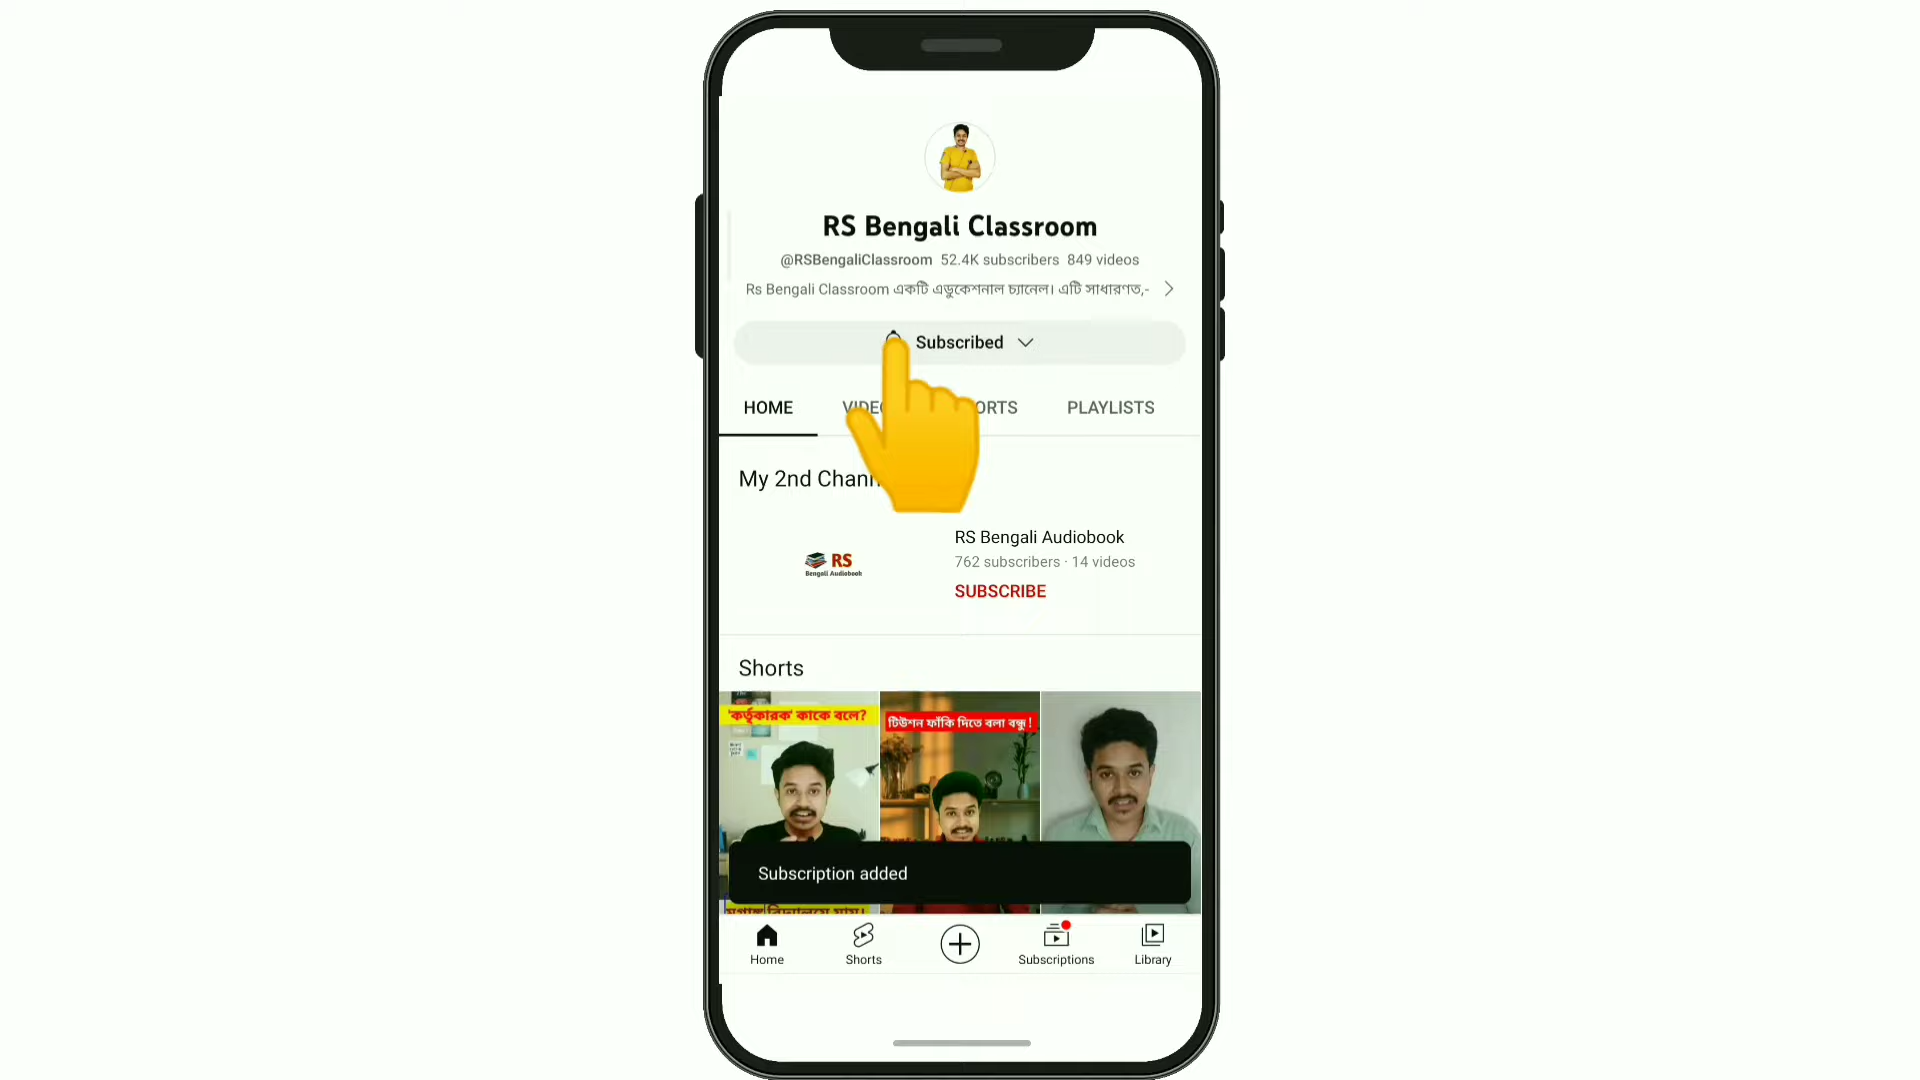 RS Bengali Classroom
@RSBengaliClassroom 52.4K subscribers 849 videos
Rs Bengali Classroom একটি এডুকেশনাল চ্যানেল। এটি সাধারণত,-
Subscribed
HOME PLAYLISTS
My 2nd
RS Bengali Audiobook
762 subscribers · 14 videos
SUBSCRIBE
RS
Bengali Audiobook
Shorts
'কর্তৃকারক' কাকে বলে?
টিউশন ফাঁকি দিতে বলা বন্ধু!
Subscription added
Home
Shorts
Subscriptions
Library